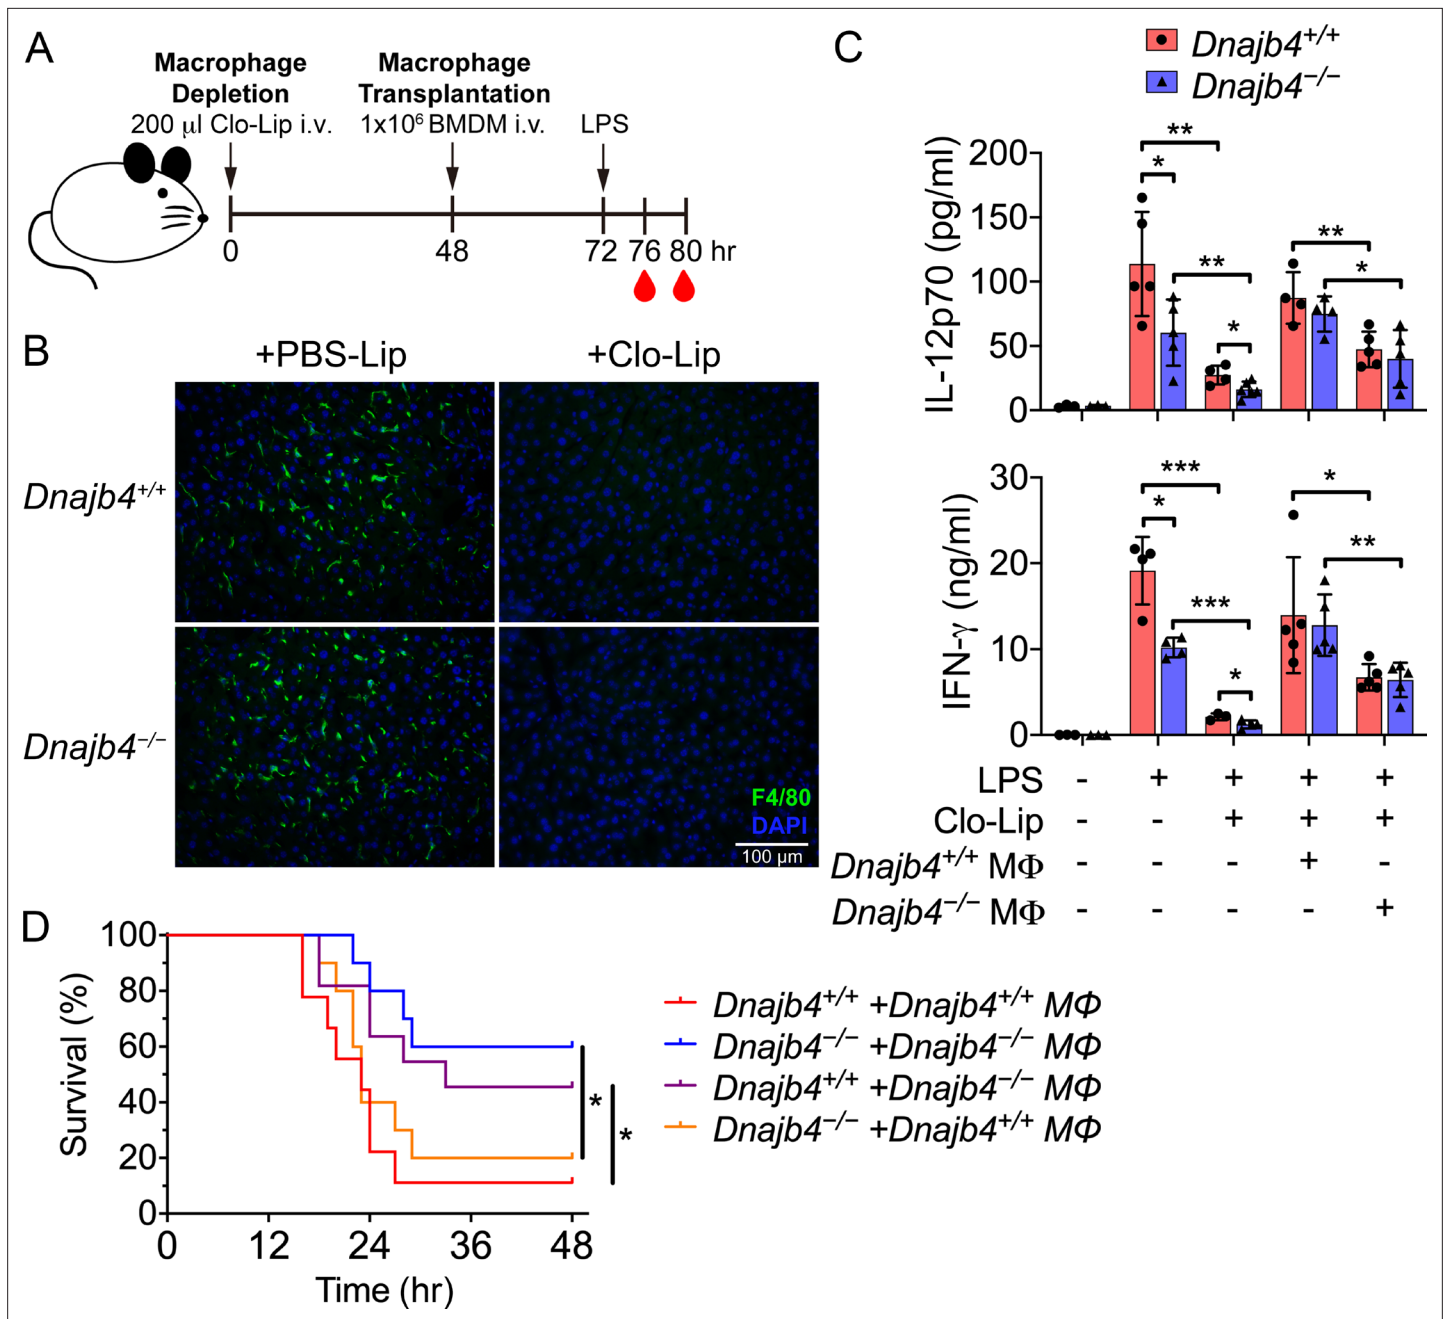 A
Macrophage
Depletion
200 μl Clo-Lip i.v.
Macrophage
Transplantation
1x10⁶ BMDM i.v.
LPS
0 48 72 76 80 hr
B
+PBS-Lip +Clo-Lip
Dnajb4+/+
Dnajb4−/−
F4/80
DAPI
100 μm
C
Dnajb4+/+
Dnajb4−/−
IL-12p70 (pg/ml)
200
150
100
50
0
** * ** * ** *
IFN-γ (ng/ml)
30
20
10
0
*** * *** * * **
LPS - + + + +
Clo-Lip - - + + +
Dnajb4+/+ MΦ - - - + -
Dnajb4−/− MΦ - - - - +
D
Survival (%)
100
80
60
40
20
0
0 12 24 36 48
Time (hr)
*
*
Dnajb4+/+ +Dnajb4+/+ MΦ
Dnajb4−/− +Dnajb4−/− MΦ
Dnajb4+/+ +Dnajb4−/− MΦ
Dnajb4−/− +Dnajb4+/+ MΦ